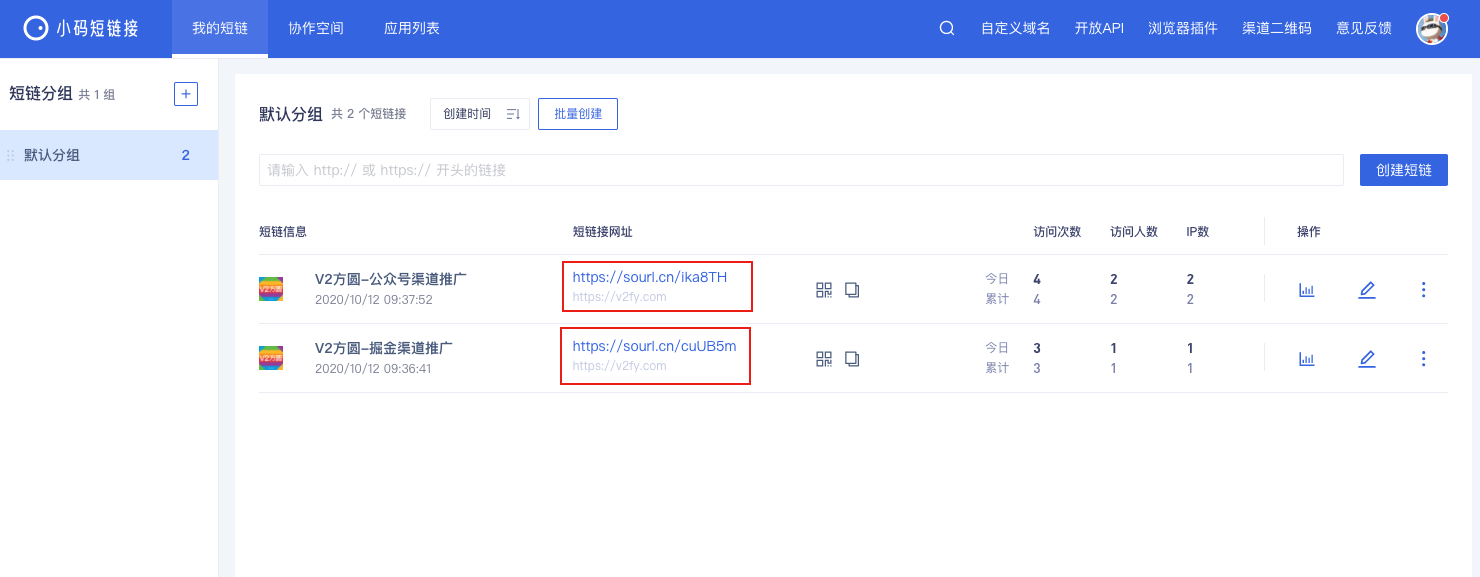 小码短链接 我的短链 协作空间 应用列表 自定义域名 开放API 浏览器插件 渠道二维码 意见反馈
短链分组 共 1 组 +
默认分组 2
默认分组 共 2 个短链接 创建时间 批量创建
请输入 http:// 或 https:// 开头的链接 创建短链
短链信息 短链接网址 访问次数 访问人数 IP数 操作
V2方圆-公众号渠道推广 https://sourl.cn/ika8TH 今日 4 2 2
2020/10/12 09:37:52 https://v2fy.com 累计 4 2 2
V2方圆
V2方圆-掘金渠道推广 https://sourl.cn/cuUB5m 今日 3 1 1
2020/10/12 09:36:41 https://v2fy.com 累计 3 1 1
V2方圆